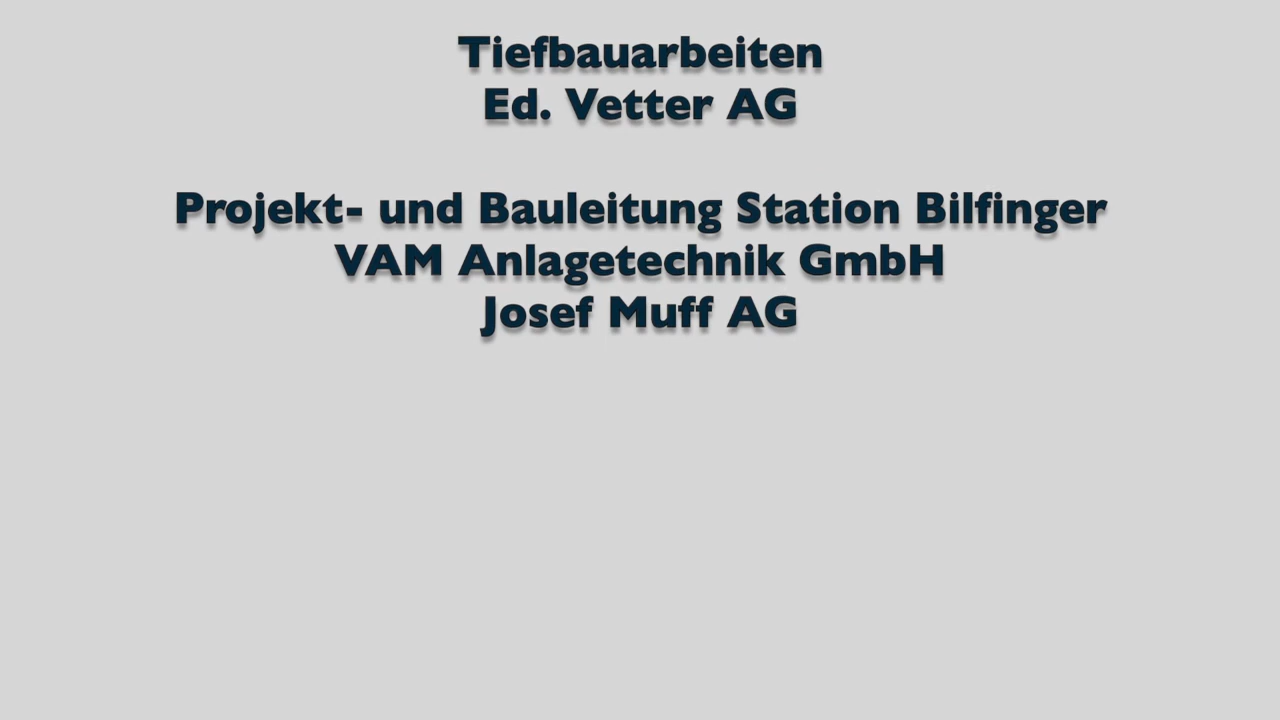 Tiefbauarbeiten
Ed. Vetter AG
Projekt- und Bauleitung Station Bilfinger
VAM Anlagetechnik GmbH
Josef Muff AG